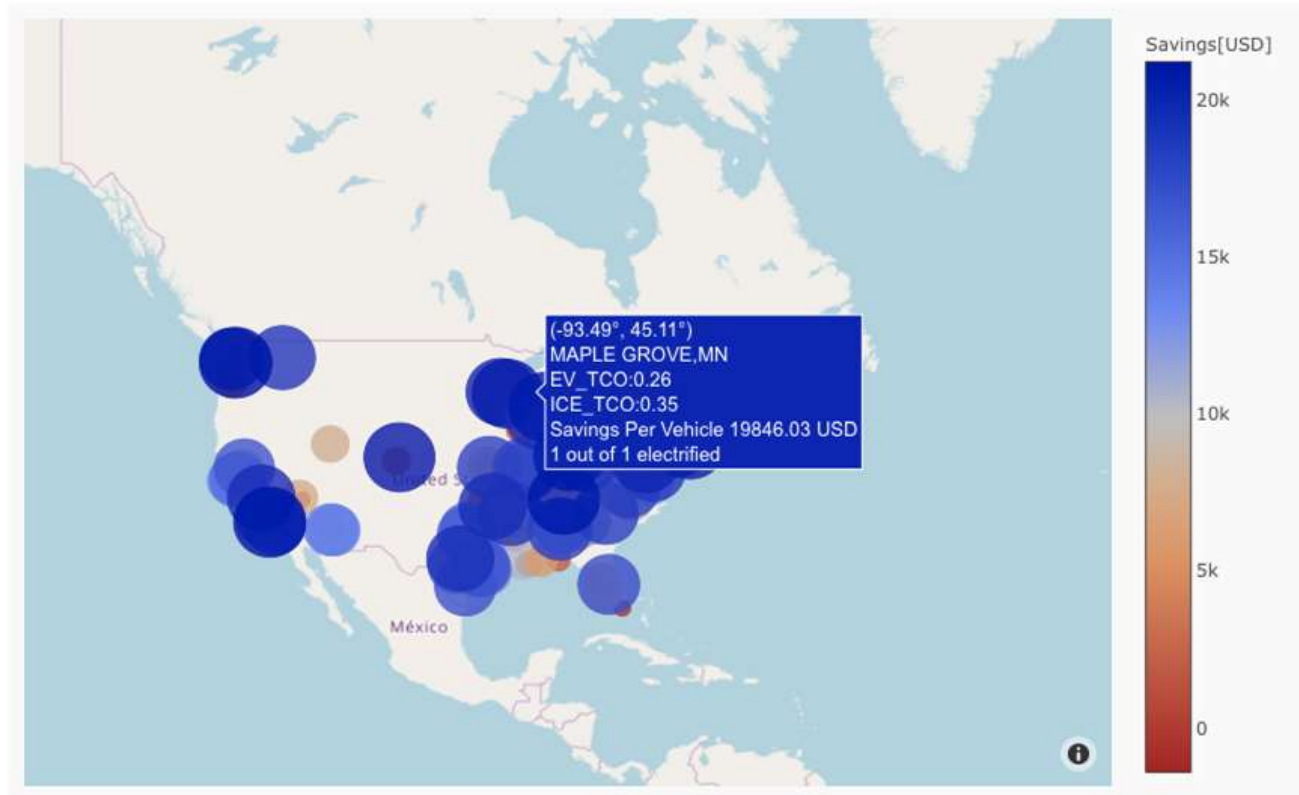 Savings[USD]
20k
15k
10k
5k
0
(-93.49°, 45.11°)
MAPLE GROVE,MN
EV_TCO:0.26
ICE_TCO:0.35
Savings Per Vehicle 19846.03 USD
1 out of 1 electrified
México